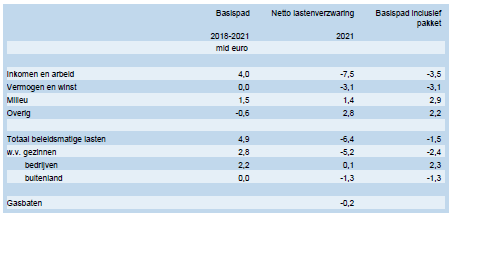 Basispad Netto lastenverzwaring Basispad inclusief
pakket
2018-2021 2021
mld euro
Inkomen en arbeid 4,0 -7,5 -3,5
Vermogen en winst 0,0 -3,1 -3,1
Milieu 1,5 1,4 2,9
Overig -0,6 2,8 2,2
Totaal beleidsmatige lasten 4,9 -6,4 -1,5
w.v. gezinnen 2,8 -5,2 -2,4
bedrijven 2,2 0,1 2,3
buitenland 0,0 -1,3 -1,3
Gasbaten -0,2